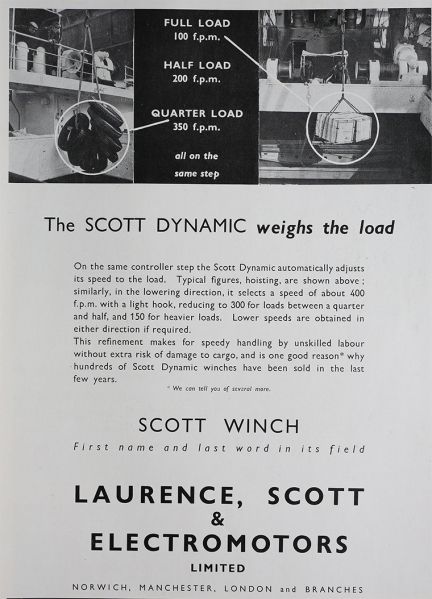 FULL LOAD
100 f.p.m.
HALF LOAD
200 f.p.m.
QUARTER LOAD
350 f.p.m.
all on the
same step
The SCOTT DYNAMIC weighs the load
On the same controller step the Scott Dynamic automatically adjusts
its speed to the load. Typical figures, hoisting, are shown above ;
similarly, in the lowering direction, it selects a speed of about 400
f.p.m. with a light hook, reducing to 300 for loads between a quarter
and half, and 150 for heavier loads. Lower speeds are obtained in
either direction if required.
This refinement makes for speedy handling by unskilled labour
without extra risk of damage to cargo, and is one good reason* why
hundreds of Scott Dynamic winches have been sold in the last
few years.
* We can tell you of several more.
SCOTT WINCH
First name and last word in its field
LAURENCE, SCOTT
&
ELECTROMOTORS
LIMITED
NORWICH, MANCHESTER, LONDON and BRANCHES